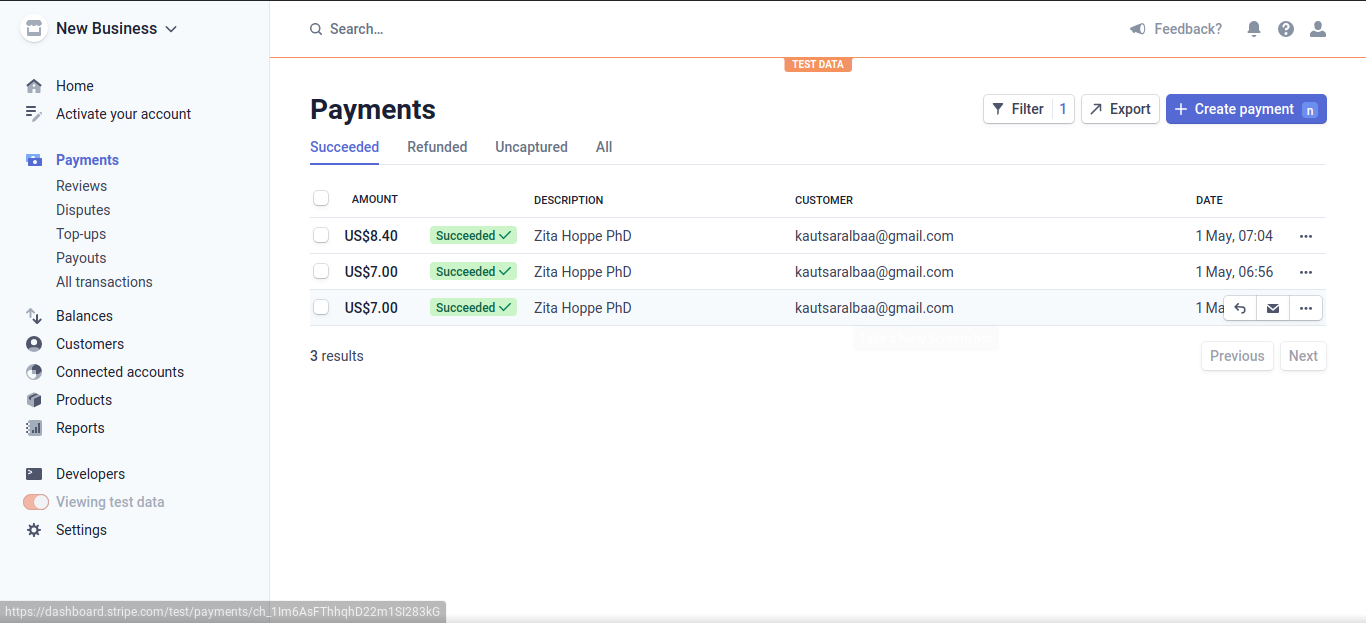 New Business
Search...
Feedback?
TEST DATA
Home
Activate your account
Payments
Reviews
Disputes
Top-ups
Payouts
All transactions
Balances
Customers
Connected accounts
Products
Reports
Developers
Viewing test data
Settings
Payments
Filter 1
Export
Create payment n
Succeeded Refunded Uncaptured All
AMOUNT DESCRIPTION CUSTOMER DATE
US$8.40 Succeeded Zita Hoppe PhD kautsaralbaa@gmail.com 1 May, 07:04
US$7.00 Succeeded Zita Hoppe PhD kautsaralbaa@gmail.com 1 May, 06:56
US$7.00 Succeeded Zita Hoppe PhD kautsaralbaa@gmail.com 1 Ma
3 results
Previous Next
https://dashboard.stripe.com/test/payments/ch_1Im6AsFThhqhD22m1SI283kG